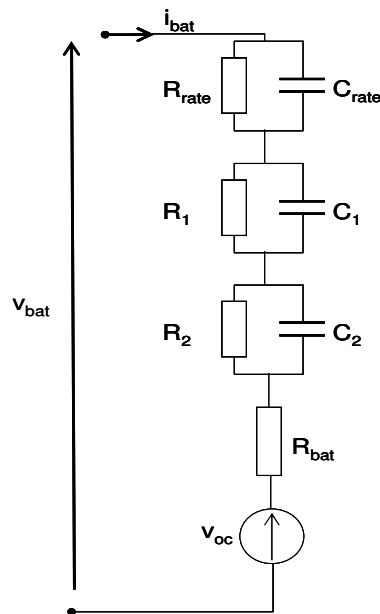 i_bat
R_rate
C_rate
R_1
C_1
v_bat
R_2
C_2
R_bat
v_oc